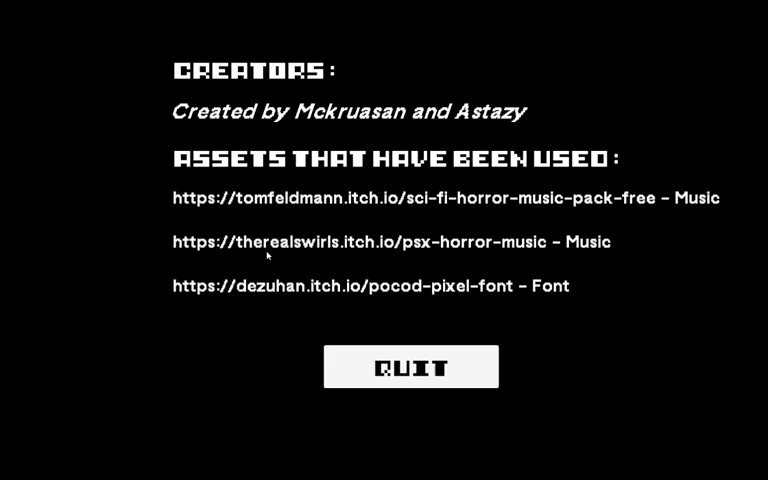 CREATORS:
Created by Mckruasan and Astazy
ASSETS THAT HAVE BEEN USED:
https://tomfeldmann.itch.io/sci-fi-horror-music-pack-free - Music
https://therealswirls.itch.io/psx-horror-music - Music
https://dezuhan.itch.io/pocod-pixel-font - Font
QUIT